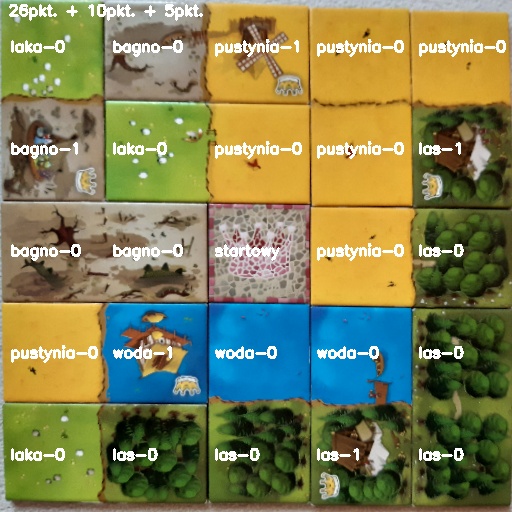 26pkt. + 10pkt. + 5pkt.
laka-0 bagno-0 pustynia-1 pustynia-0 pustynia-0
bagno-1 laka-0 pustynia-0 pustynia-0 las-1
bagno-0 bagno-0 startowy pustynia-0 las-0
pustynia-0 woda-1 woda-0 woda-0 las-0
laka-0 las-0 las-0 las-1 las-0